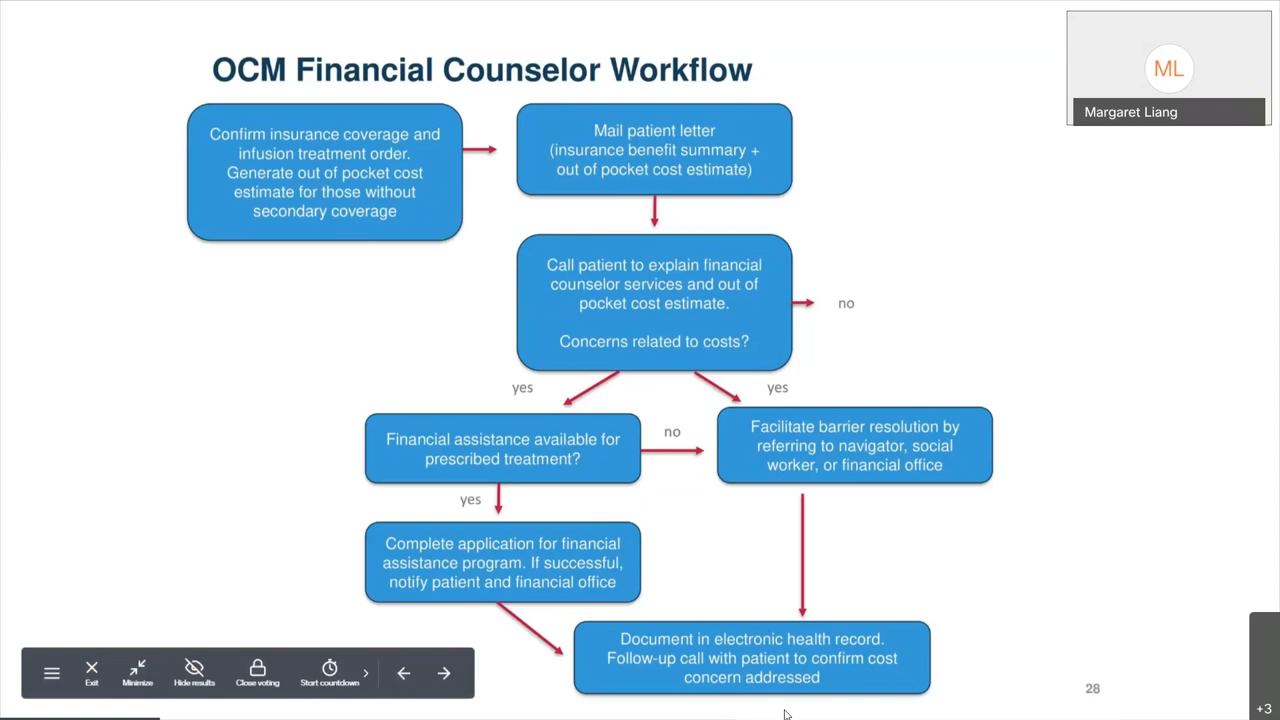 OCM Financial Counselor Workflow
ML
Margaret Liang
Confirm insurance coverage and
infusion treatment order.
Generate out of pocket cost
estimate for those without
secondary coverage
Mail patient letter
(insurance benefit summary +
out of pocket cost estimate)
Call patient to explain financial
counselor services and out of
pocket cost estimate.
Concerns related to costs?
no
yes
yes
Financial assistance available for
prescribed treatment?
no
Facilitate barrier resolution by
referring to navigator, social
worker, or financial office
yes
Complete application for financial
assistance program. If successful,
notify patient and financial office
Document in electronic health record.
Follow-up call with patient to confirm cost
concern addressed
Exit
Minimize
Hide results
Close voting
Start countdown
28
+3